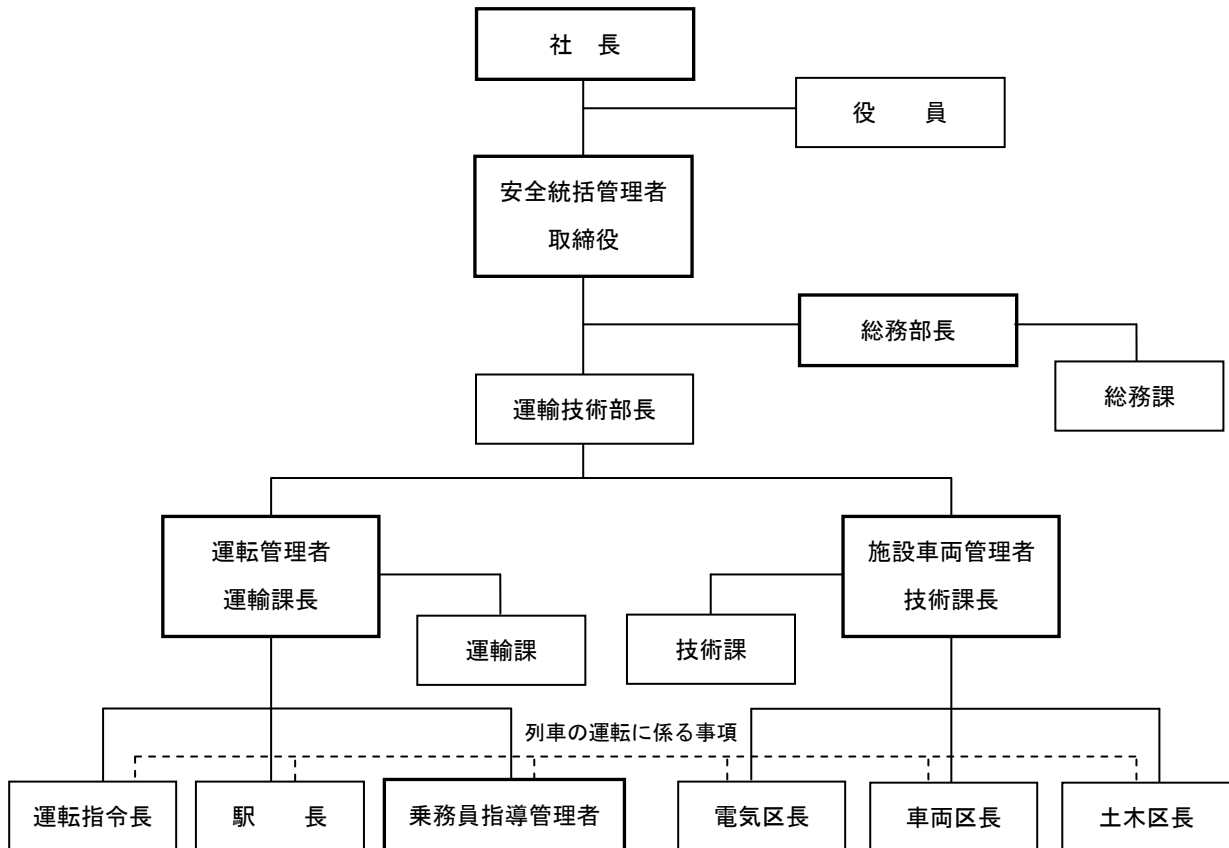 社　長
役　　員
安全統括管理者
取締役
総務部長
総務課
運輸技術部長
運転管理者
運輸課長
施設車両管理者
技術課長
運輸課
技術課
列車の運転に係る事項
運転指令長
駅　　長
乗務員指導管理者
電気区長
車両区長
土木区長